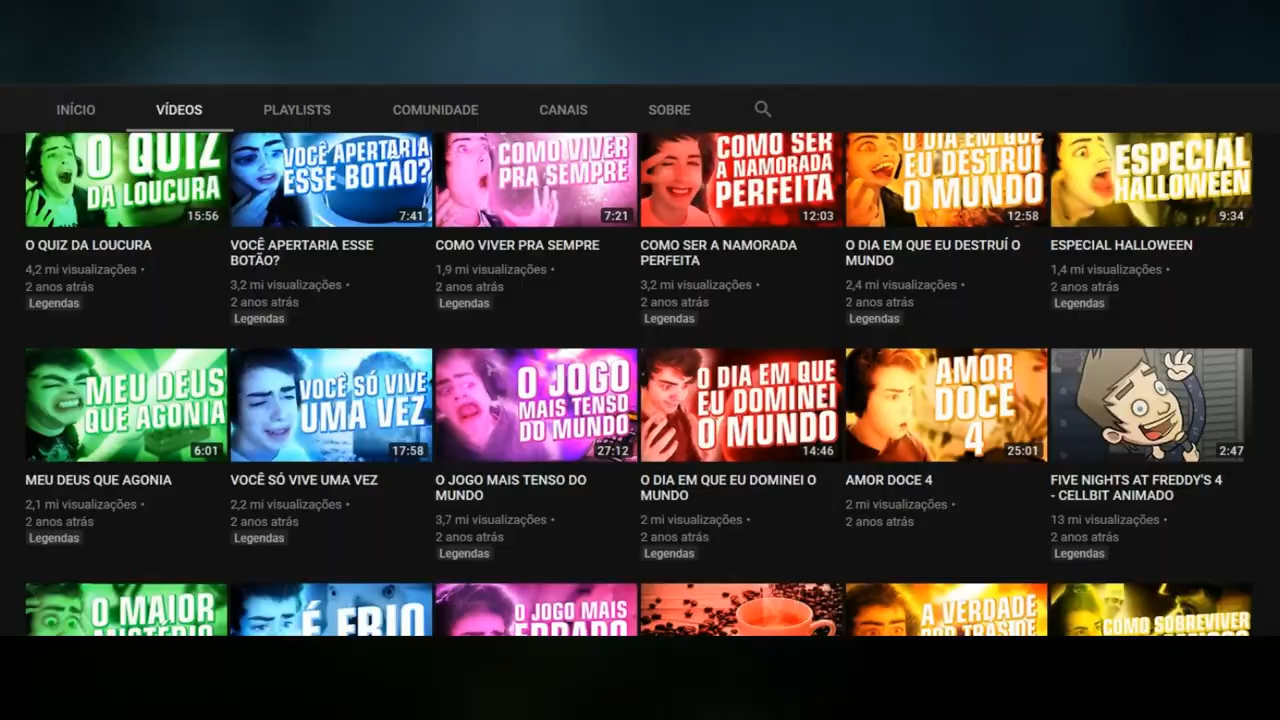 INÍCIO VÍDEOS PLAYLISTS COMUNIDADE CANAIS SOBRE
O QUIZ
DA LOUCURA
15:56
VOCÊ APERTARIA
ESSE BOTÃO?
7:41
COMO VIVER
PRA SEMPRE
7:21
COMO SER
A NAMORADA
PERFEITA
12:03
O DIA EM QUE
EU DESTRUÍ
O MUNDO
12:58
ESPECIAL
HALLOWEEN
9:34
O QUIZ DA LOUCURA
4,2 mi visualizações •
2 anos atrás
Legendas
VOCÊ APERTARIA ESSE
BOTÃO?
3,2 mi visualizações •
2 anos atrás
Legendas
COMO VIVER PRA SEMPRE
1,9 mi visualizações •
2 anos atrás
Legendas
COMO SER A NAMORADA
PERFEITA
3,2 mi visualizações •
2 anos atrás
Legendas
O DIA EM QUE EU DESTRUÍ O
MUNDO
2,4 mi visualizações •
2 anos atrás
Legendas
ESPECIAL HALLOWEEN
1,4 mi visualizações •
2 anos atrás
Legendas
MEU DEUS
QUE AGONIA
6:01
VOCÊ SÓ VIVE
UMA VEZ
17:58
O JOGO
MAIS TENSO
DO MUNDO
27:12
O DIA EM QUE
EU DOMINEI
O MUNDO
14:46
AMOR
DOCE
4
25:01
2:47
MEU DEUS QUE AGONIA
2,1 mi visualizações •
2 anos atrás
Legendas
VOCÊ SÓ VIVE UMA VEZ
2,2 mi visualizações •
2 anos atrás
Legendas
O JOGO MAIS TENSO DO
MUNDO
3,7 mi visualizações •
2 anos atrás
Legendas
O DIA EM QUE EU DOMINEI O
MUNDO
2 mi visualizações •
2 anos atrás
Legendas
AMOR DOCE 4
2 mi visualizações •
2 anos atrás
FIVE NIGHTS AT FREDDY'S 4
- CELLBIT ANIMADO
13 mi visualizações •
2 anos atrás
Legendas
O MAIOR
MISTÉRIO
É FRIO
O JOGO MAIS
ERRADO
A VERDADE
POR TRÁS DE
COMO SOBREVIVER